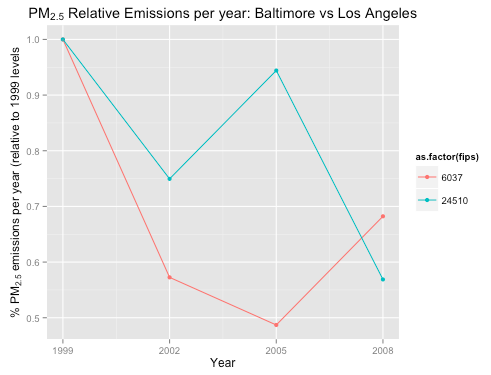 PM2.5 Relative Emissions per year: Baltimore vs Los Angeles
% PM2.5 emissions per year (relative to 1999 levels
1.0
0.9
0.8
0.7
0.6
0.5
1999 2002 2005 2008
Year
as.factor(fips)
6037
24510